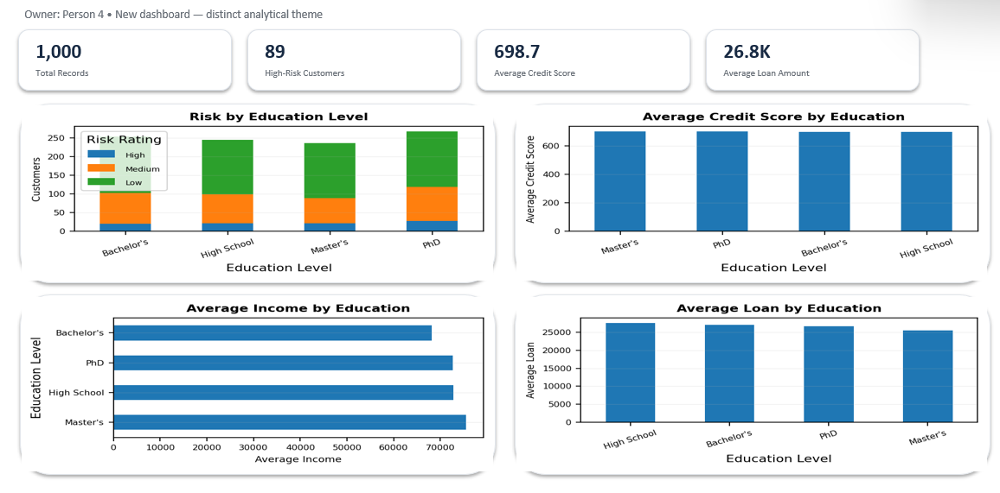 Owner: Person 4 • New dashboard — distinct analytical theme
1,000
Total Records
89
High-Risk Customers
698.7
Average Credit Score
26.8K
Average Loan Amount
Risk by Education Level
Risk Rating
High
Medium
Low
Customers
250
200
150
100
50
0
Bachelor's
High School
Master's
PhD
Education Level
Average Credit Score by Education
Average Credit Score
600
400
200
0
Master's
PhD
Bachelor's
High School
Education Level
Average Income by Education
Education Level
Bachelor's
PhD
High School
Master's
0 10000 20000 30000 40000 50000 60000 70000
Average Income
Average Loan by Education
Average Loan
25000
20000
15000
10000
5000
0
High School
Bachelor's
PhD
Master's
Education Level